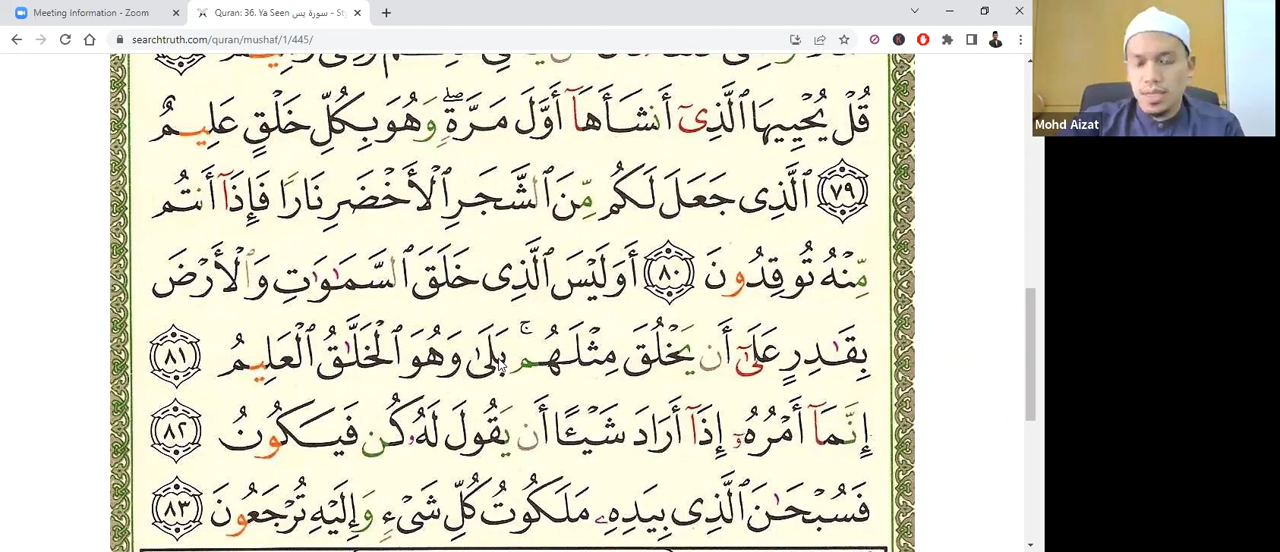 Meeting Information - Zoom
Quran: 36. Ya Seen سورة يس - St
searchtruth.com/quran/mushaf/1/445/
Mohd Aizat
قُلْ يُحْيِيهَا ٱلَّذِىٓ أَنشَأَهَآ أَوَّلَ مَرَّةٍۖ وَهُوَ بِكُلِّ خَلْقٍ عَلِيمٌ
٧٩ ٱلَّذِى جَعَلَ لَكُم مِّنَ ٱلشَّجَرِ ٱلْأَخْضَرِ نَارًا فَإِذَآ أَنتُم
مِّنْهُ تُوقِدُونَ ٨٠ أَوَلَيْسَ ٱلَّذِى خَلَقَ ٱلسَّمَٰوَٰتِ وَٱلْأَرْضَ
بِقَٰدِرٍ عَلَىٰٓ أَن يَخْلُقَ مِثْلَهُمۚ بَلَىٰ وَهُوَ ٱلْخَلَّٰقُ ٱلْعَلِيمُ ٨١
إِنَّمَآ أَمْرُهُۥٓ إِذَآ أَرَادَ شَيْـًٔا أَن يَقُولَ لَهُۥ كُن فَيَكُونُ ٨٢
فَسُبْحَٰنَ ٱلَّذِى بِيَدِهِۦ مَلَكُوتُ كُلِّ شَىْءٍ وَإِلَيْهِ تُرْجَعُونَ ٨٣